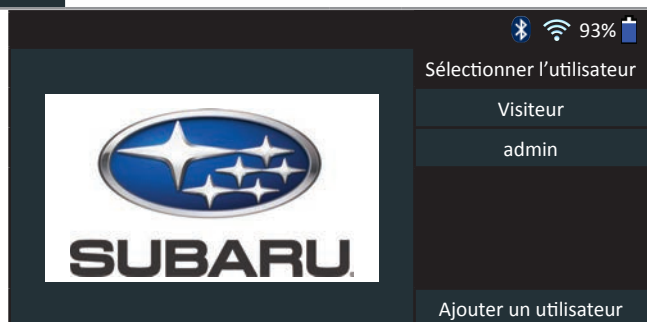 93%
Sélectionner l’utilisateur
Visiteur
admin
SUBARU
Ajouter un utilisateur